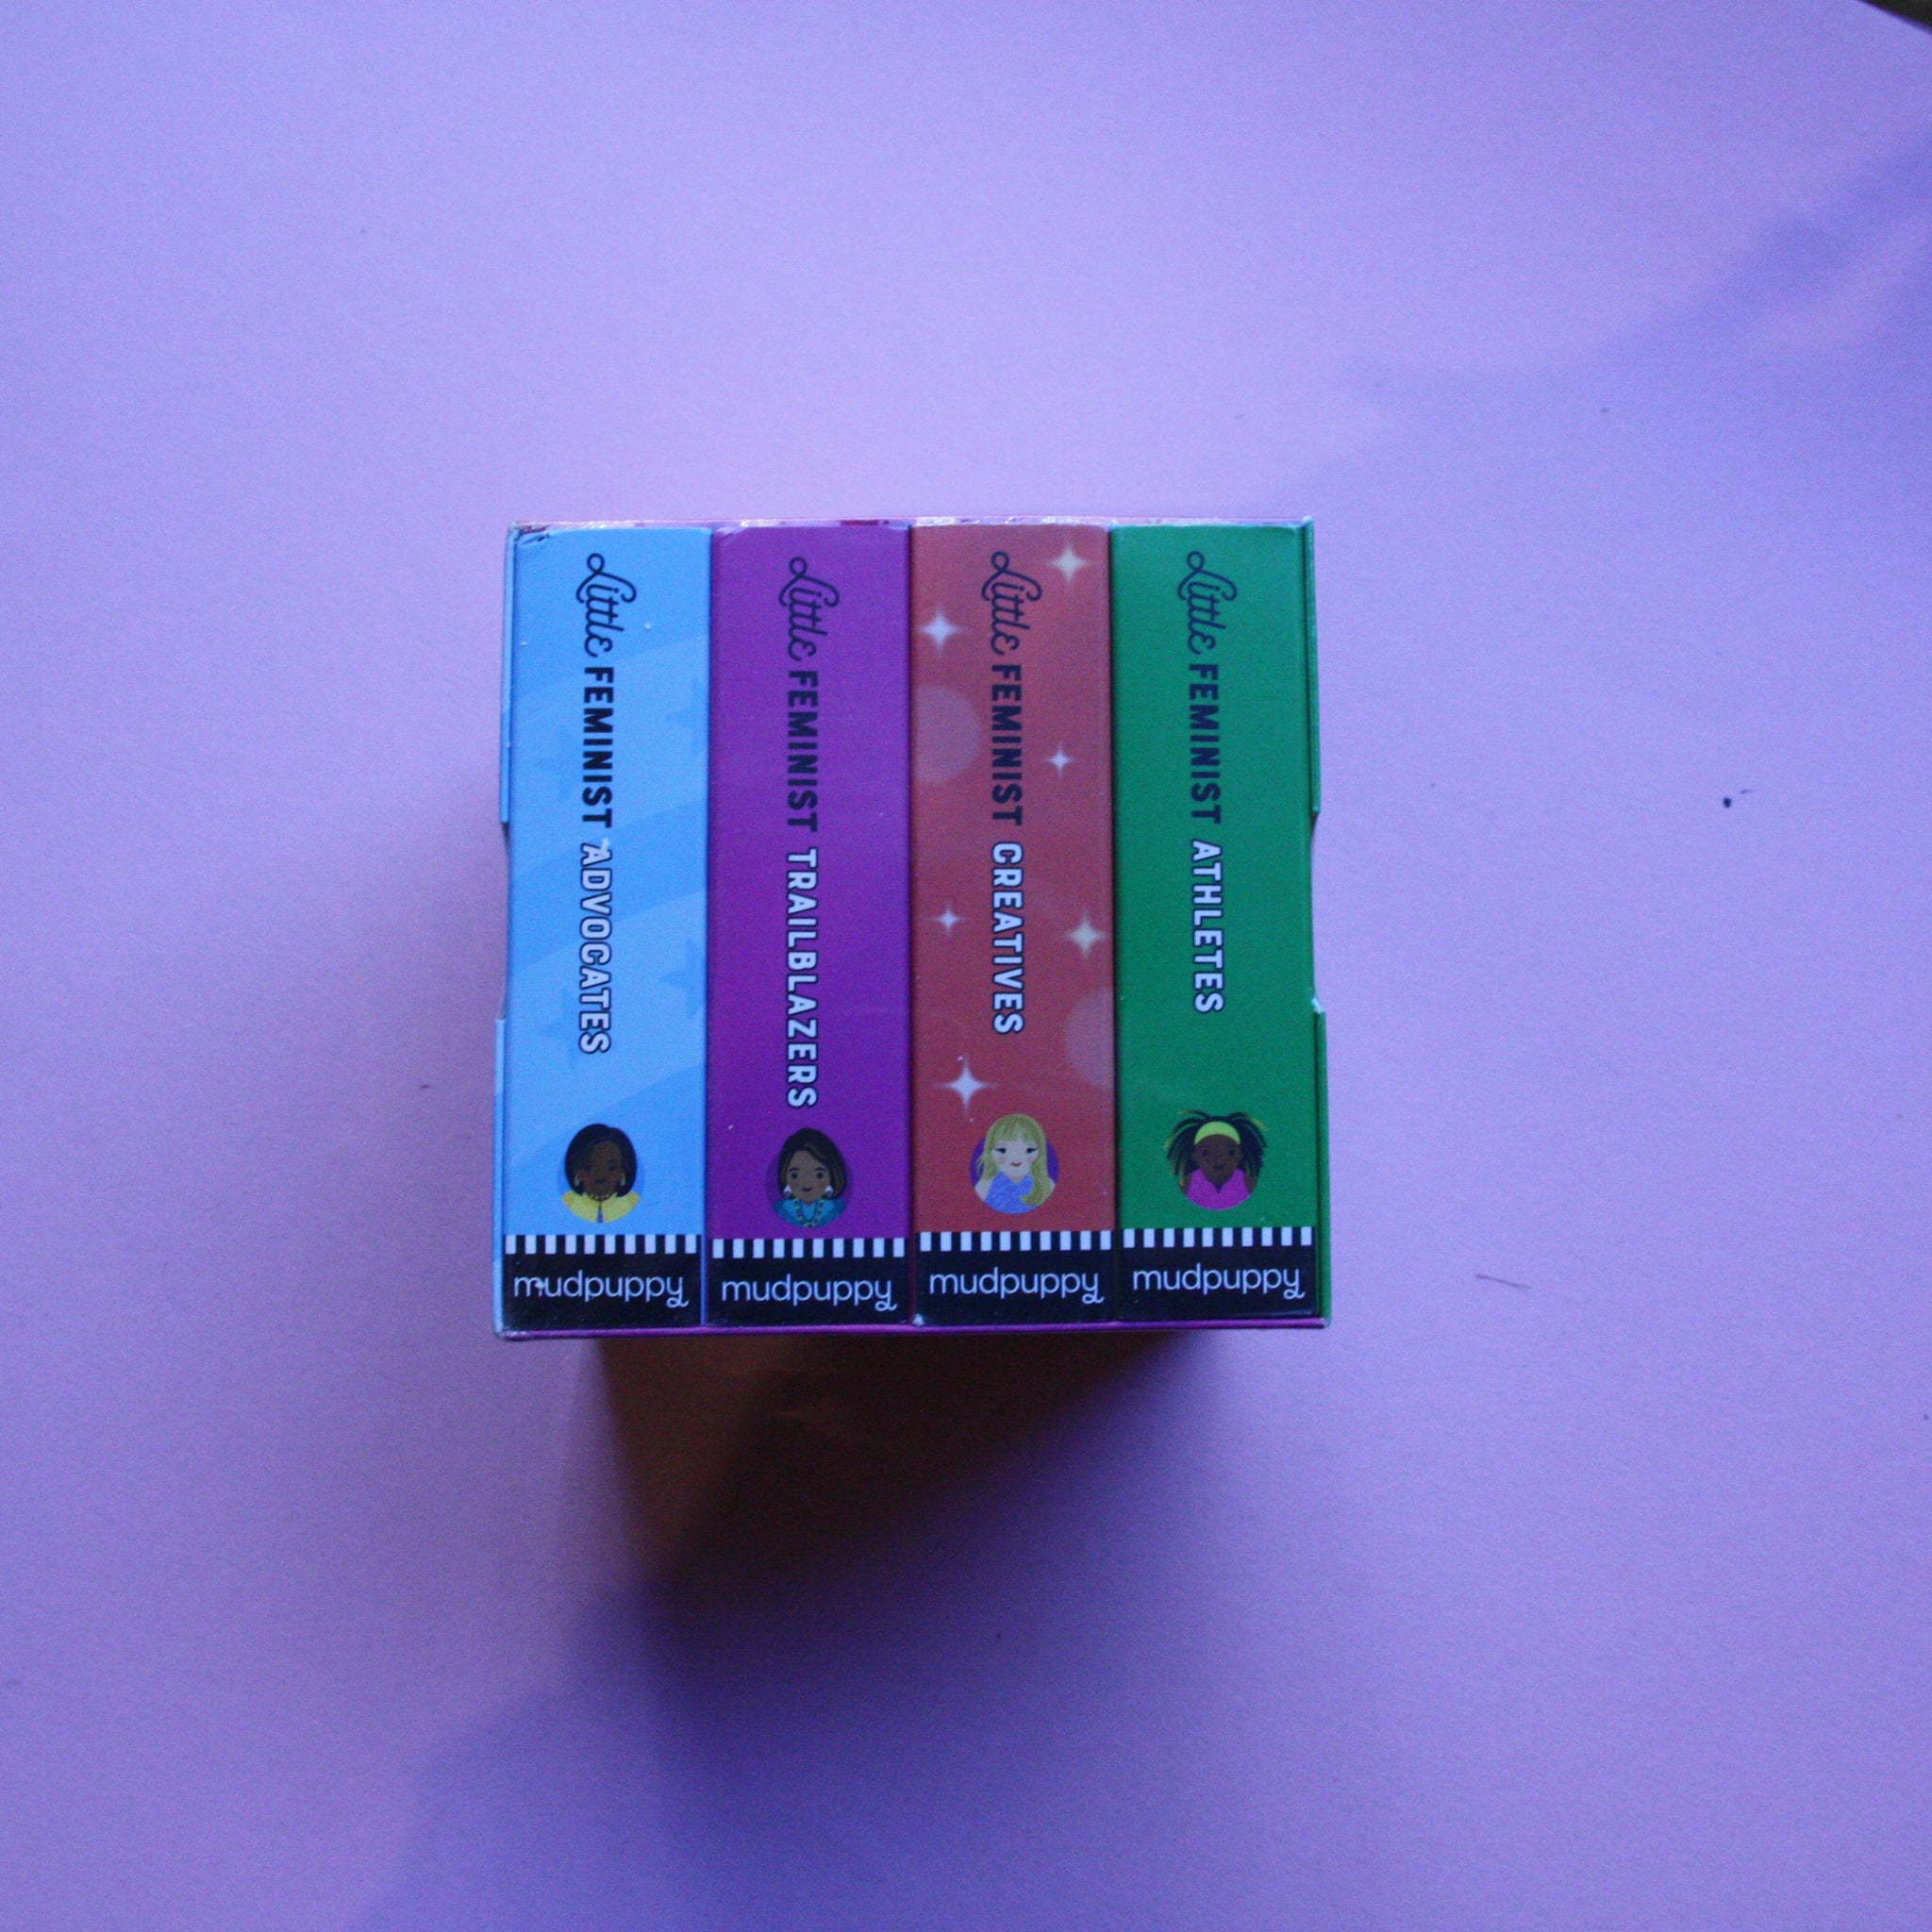 Little FEMINIST ADVOCATES
mudpuppy
Little FEMINIST TRAILBLAZERS
mudpuppy
Little FEMINIST CREATIVES
mudpuppy
Little FEMINIST ATHLETES
mudpuppy